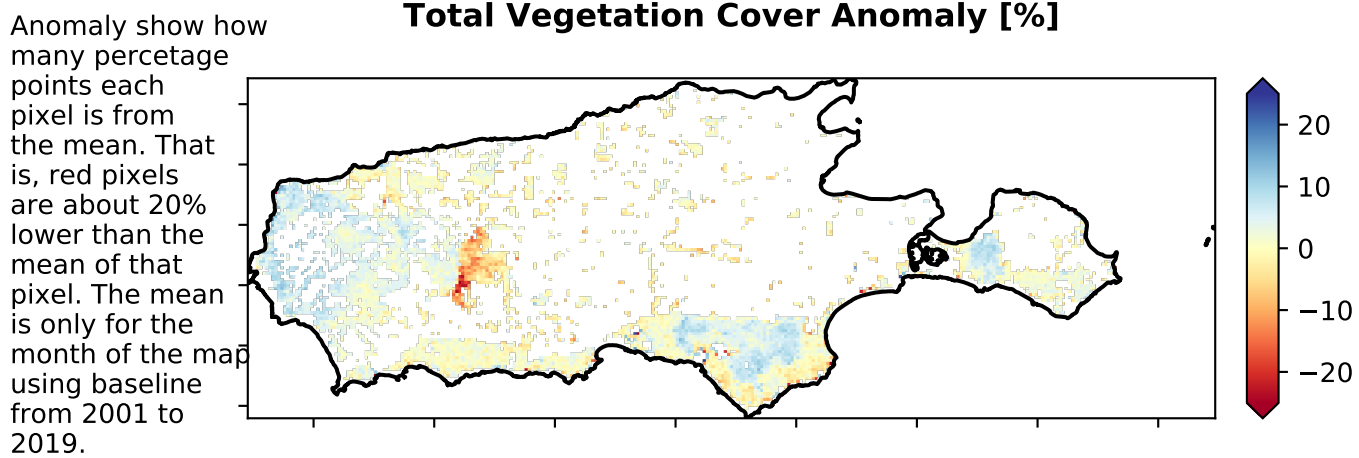 Total Vegetation Cover Anomaly [%]
Anomaly show how
many percetage
points each
pixel is from
the mean. That
is, red pixels
are about 20%
lower than the
mean of that
pixel. The mean
is only for the
month of the map
using baseline
from 2001 to
2019.
20
10
0
−10
−20